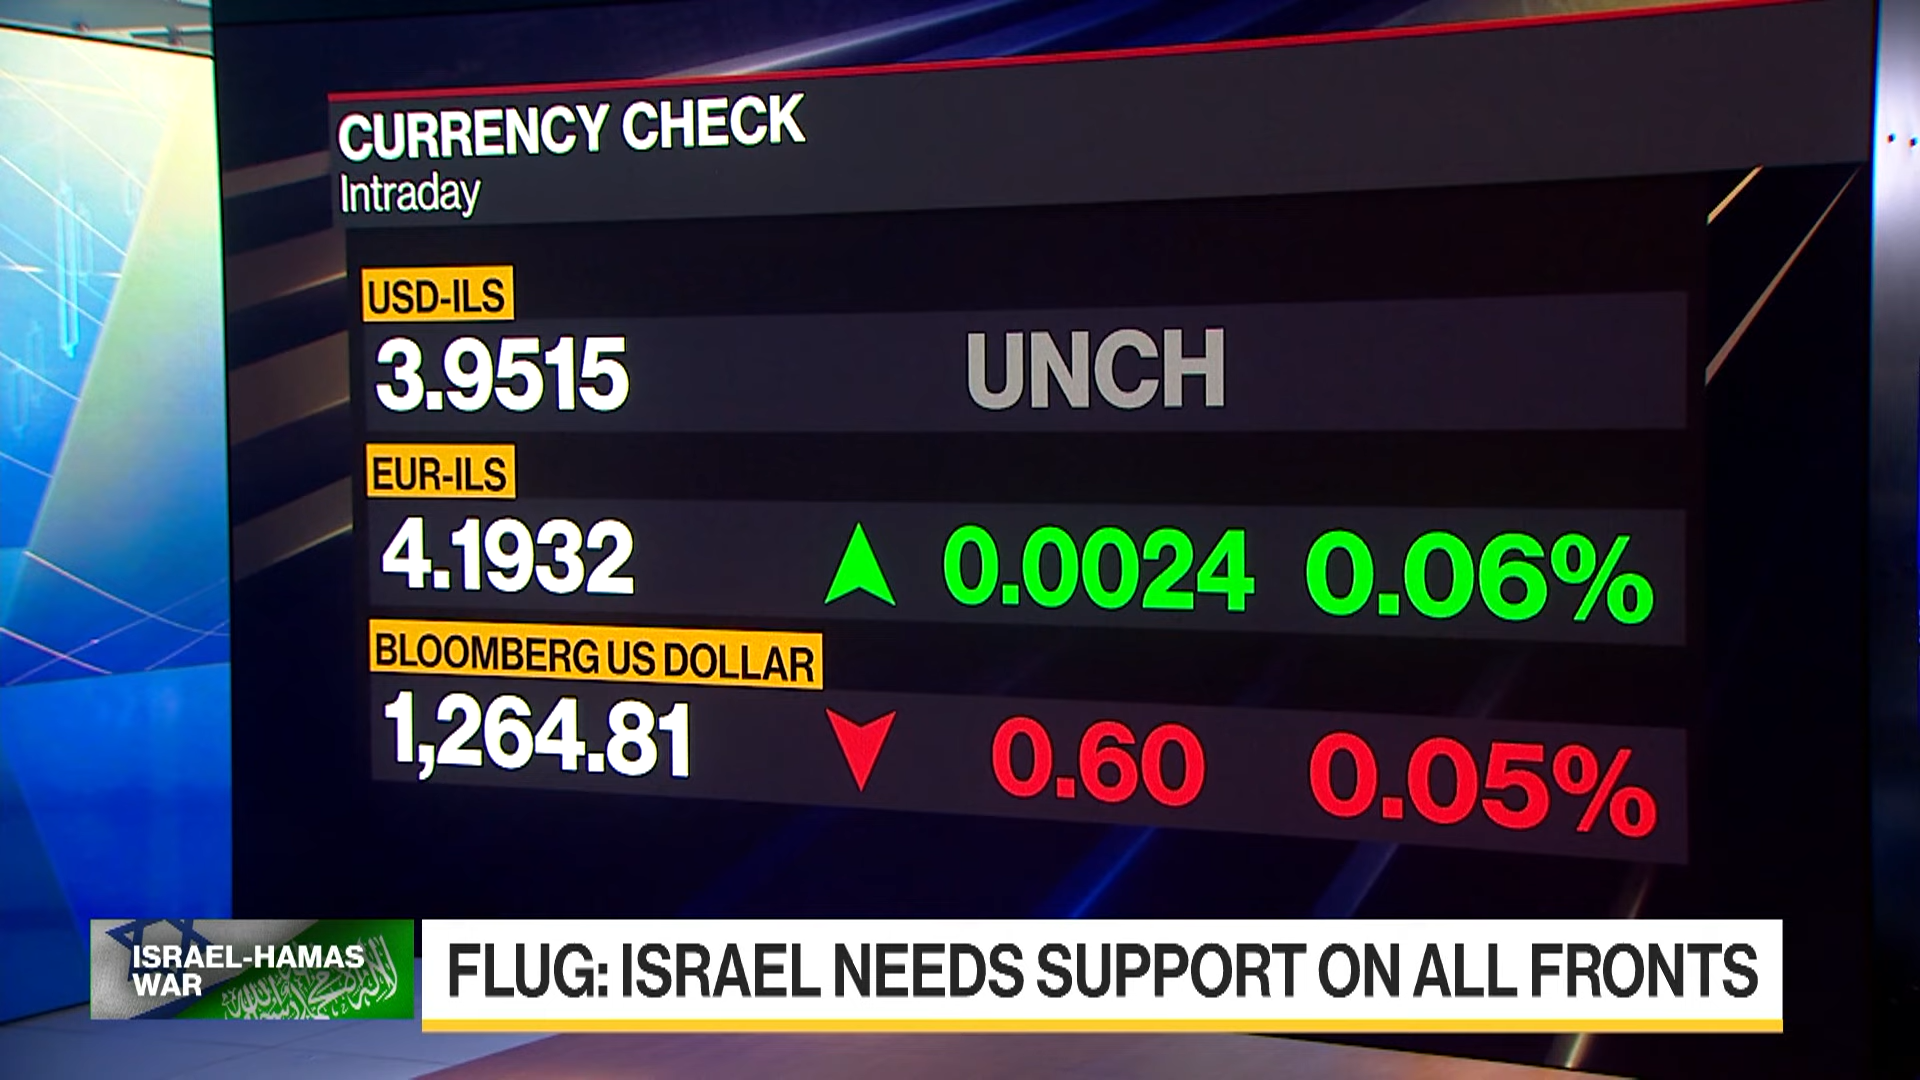 CURRENCY CHECK
Intraday
USD-ILS
3.9515 UNCH
EUR-ILS
4.1932 0.0024 0.06%
BLOOMBERG US DOLLAR
1,264.81 0.60 0.05%
ISRAEL-HAMAS
WAR
FLUG: ISRAEL NEEDS SUPPORT ON ALL FRONTS